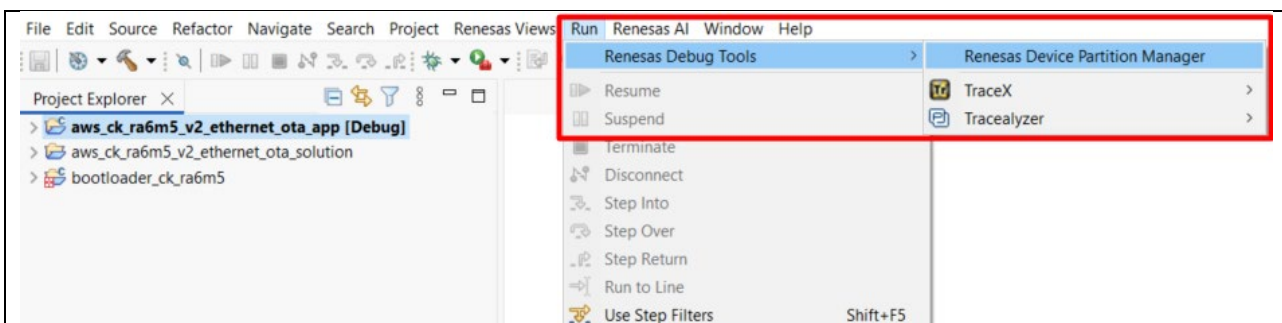 File Edit Source Refactor Navigate Search Project Renesas Views Run Renesas AI Window Help
Renesas Debug Tools > Renesas Device Partition Manager
Project Explorer
Resume
TraceX >
> aws_ck_ra6m5_v2_ethernet_ota_app [Debug]
Suspend
Tracealyzer >
> aws_ck_ra6m5_v2_ethernet_ota_solution
Terminate
> bootloader_ck_ra6m5
Disconnect
Step Into
Step Over
Step Return
Run to Line
Use Step Filters Shift+F5